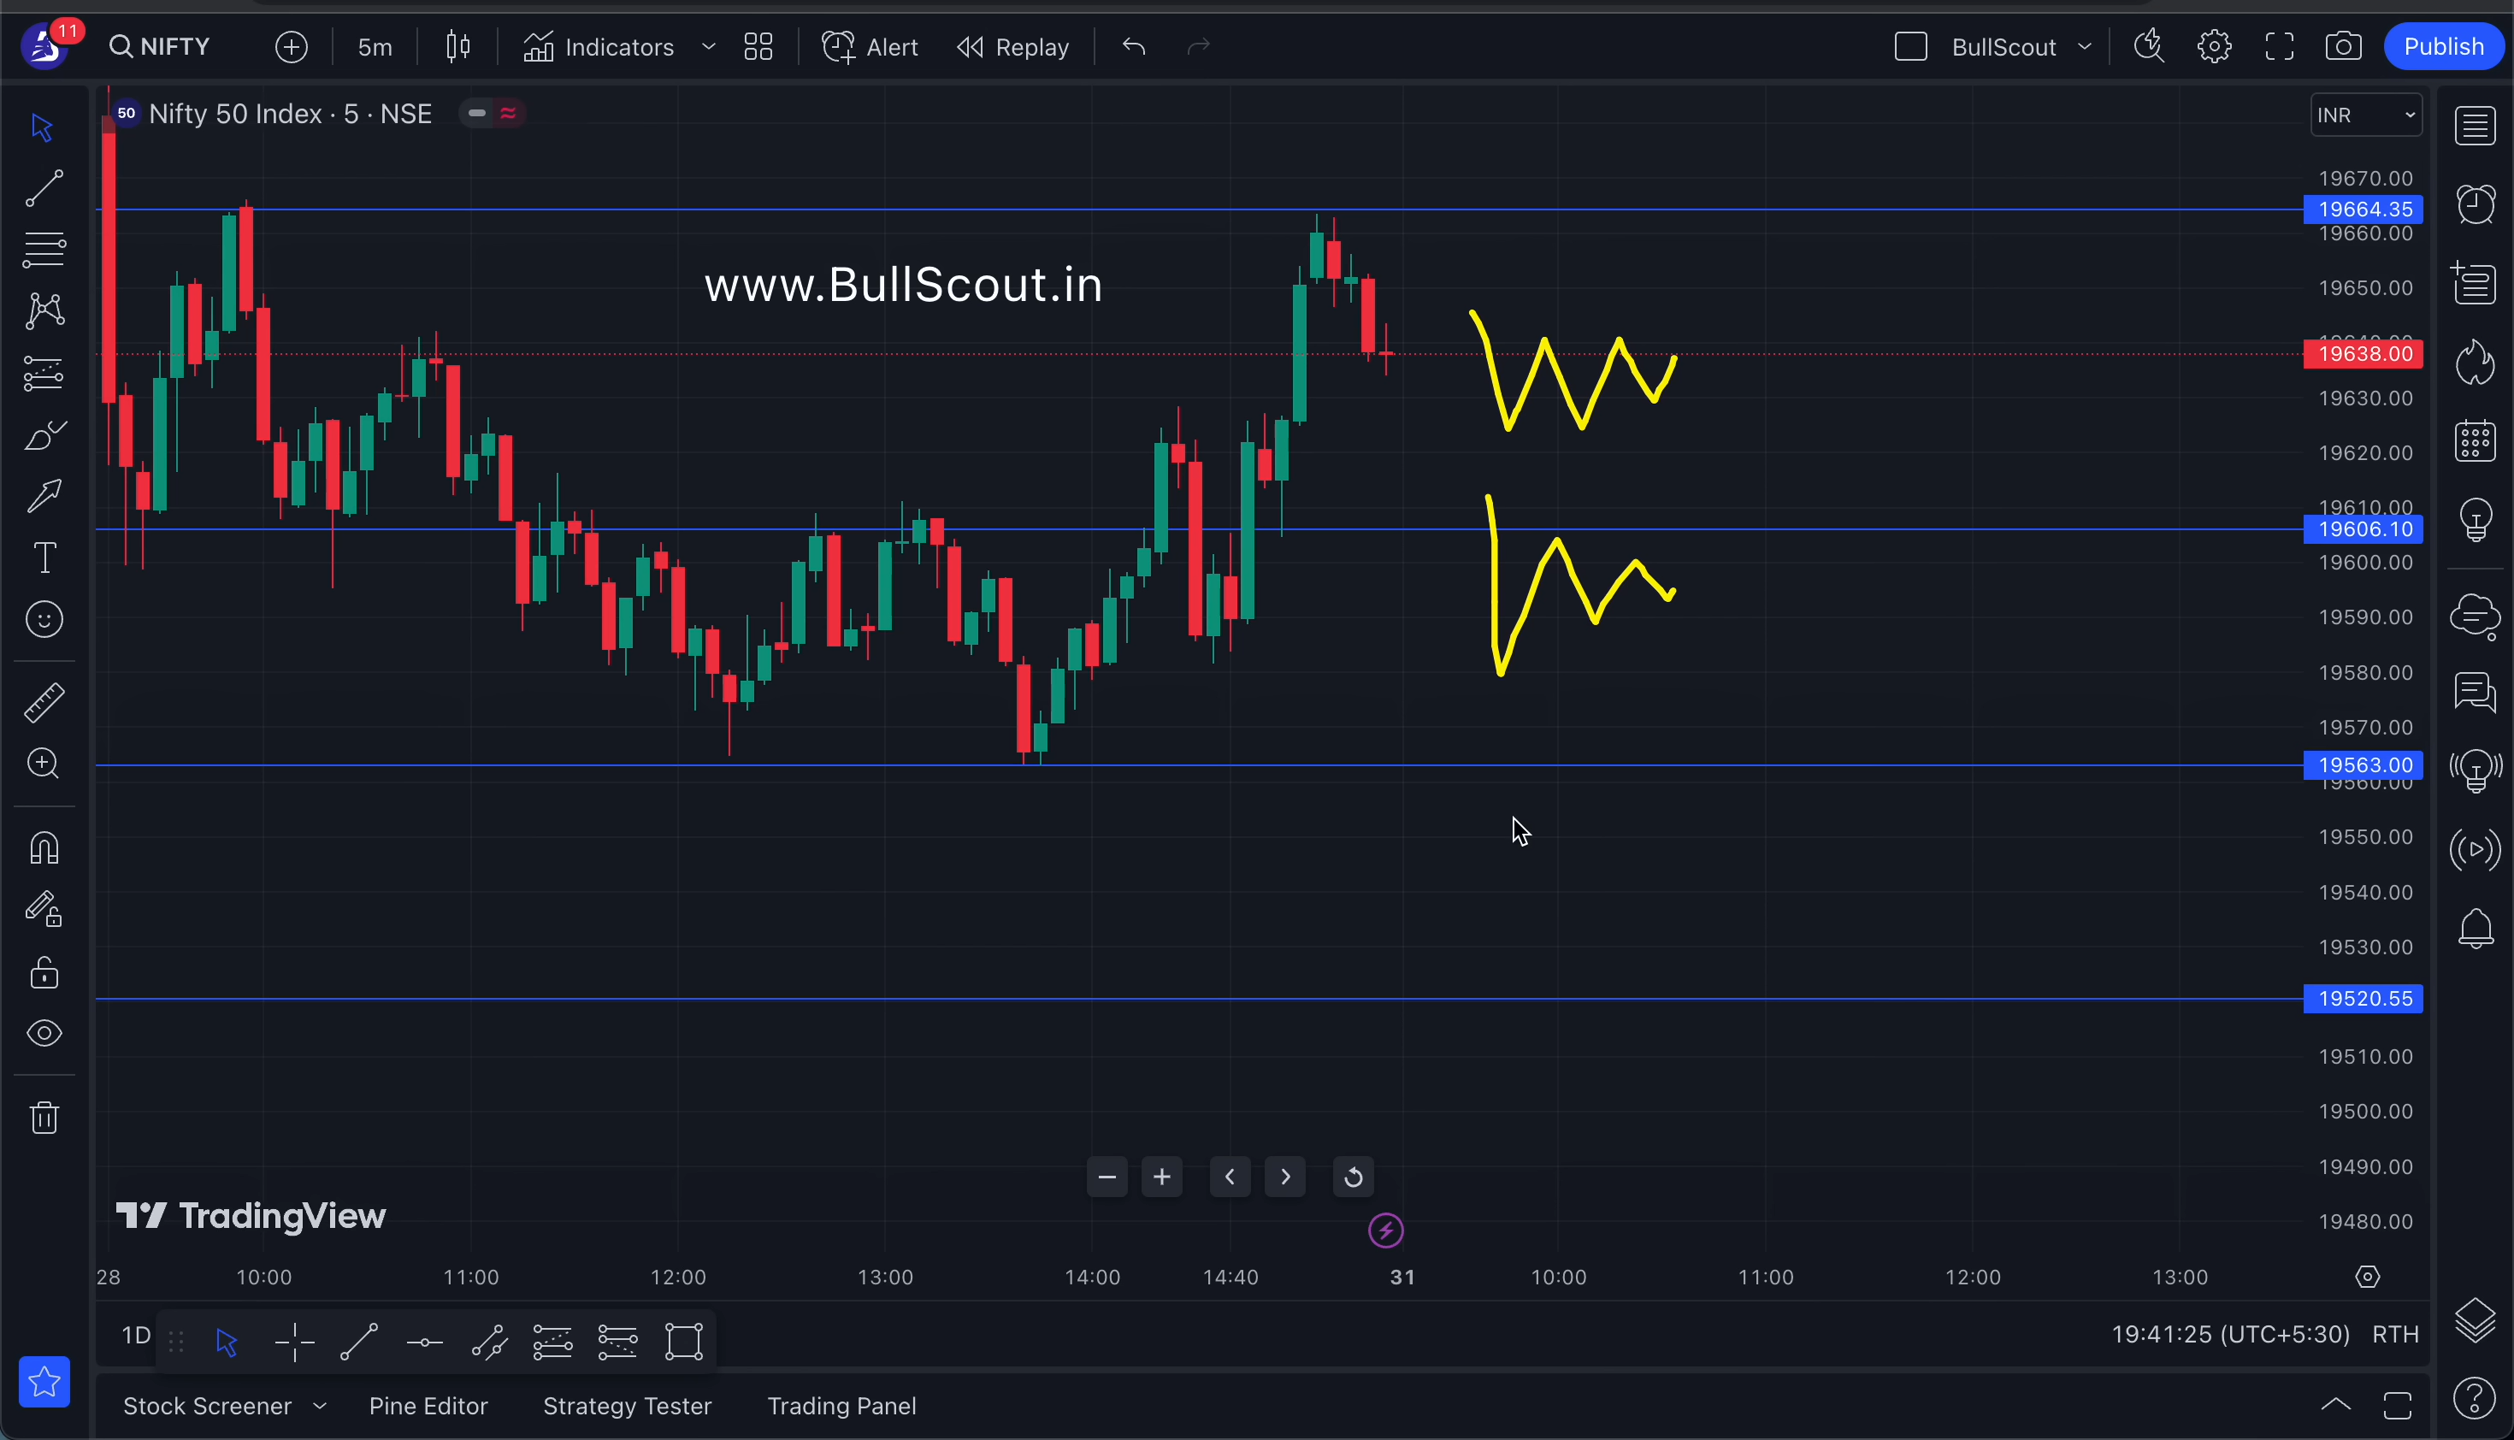 11
NIFTY
5m
Indicators
Alert
Replay
BullScout
Publish
50
Nifty 50 Index · 5 · NSE
INR
19670.00
19664.35
19660.00
www.BullScout.in
19650.00
19638.00
19630.00
19620.00
19610.00
19606.10
19600.00
19590.00
19580.00
19570.00
19563.00
19560.00
19550.00
19540.00
19530.00
19520.55
19510.00
19500.00
19490.00
TradingView
19480.00
28 10:00 11:00 12:00 13:00 14:00 14:40 31 10:00 11:00 12:00 13:00
1D
19:41:25 (UTC+5:30) RTH
Stock Screener Pine Editor Strategy Tester Trading Panel